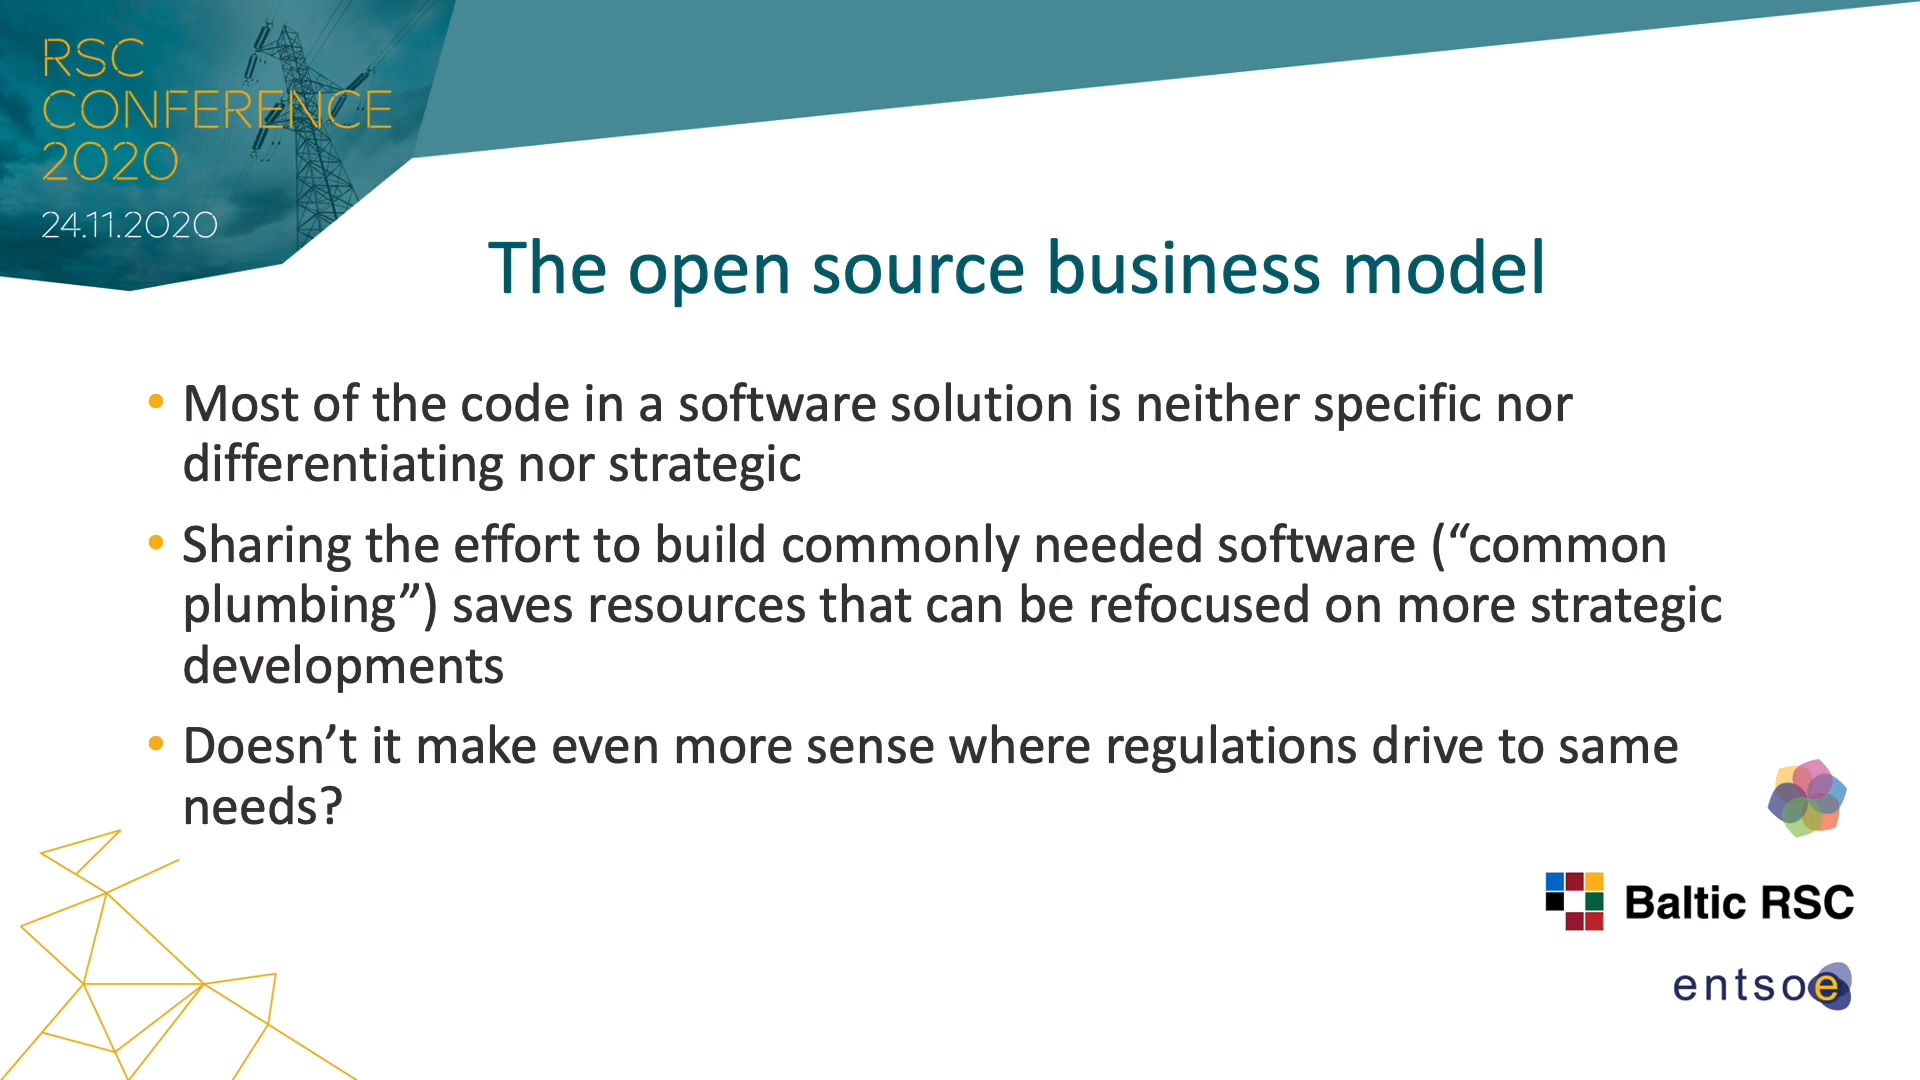 RSC
CONFERENCE
2020
24.11.2020
The open source business model
• Most of the code in a software solution is neither specific nor
differentiating nor strategic
• Sharing the effort to build commonly needed software (“common
plumbing”) saves resources that can be refocused on more strategic
developments
• Doesn’t it make even more sense where regulations drive to same
needs?
Baltic RSC
entsoe